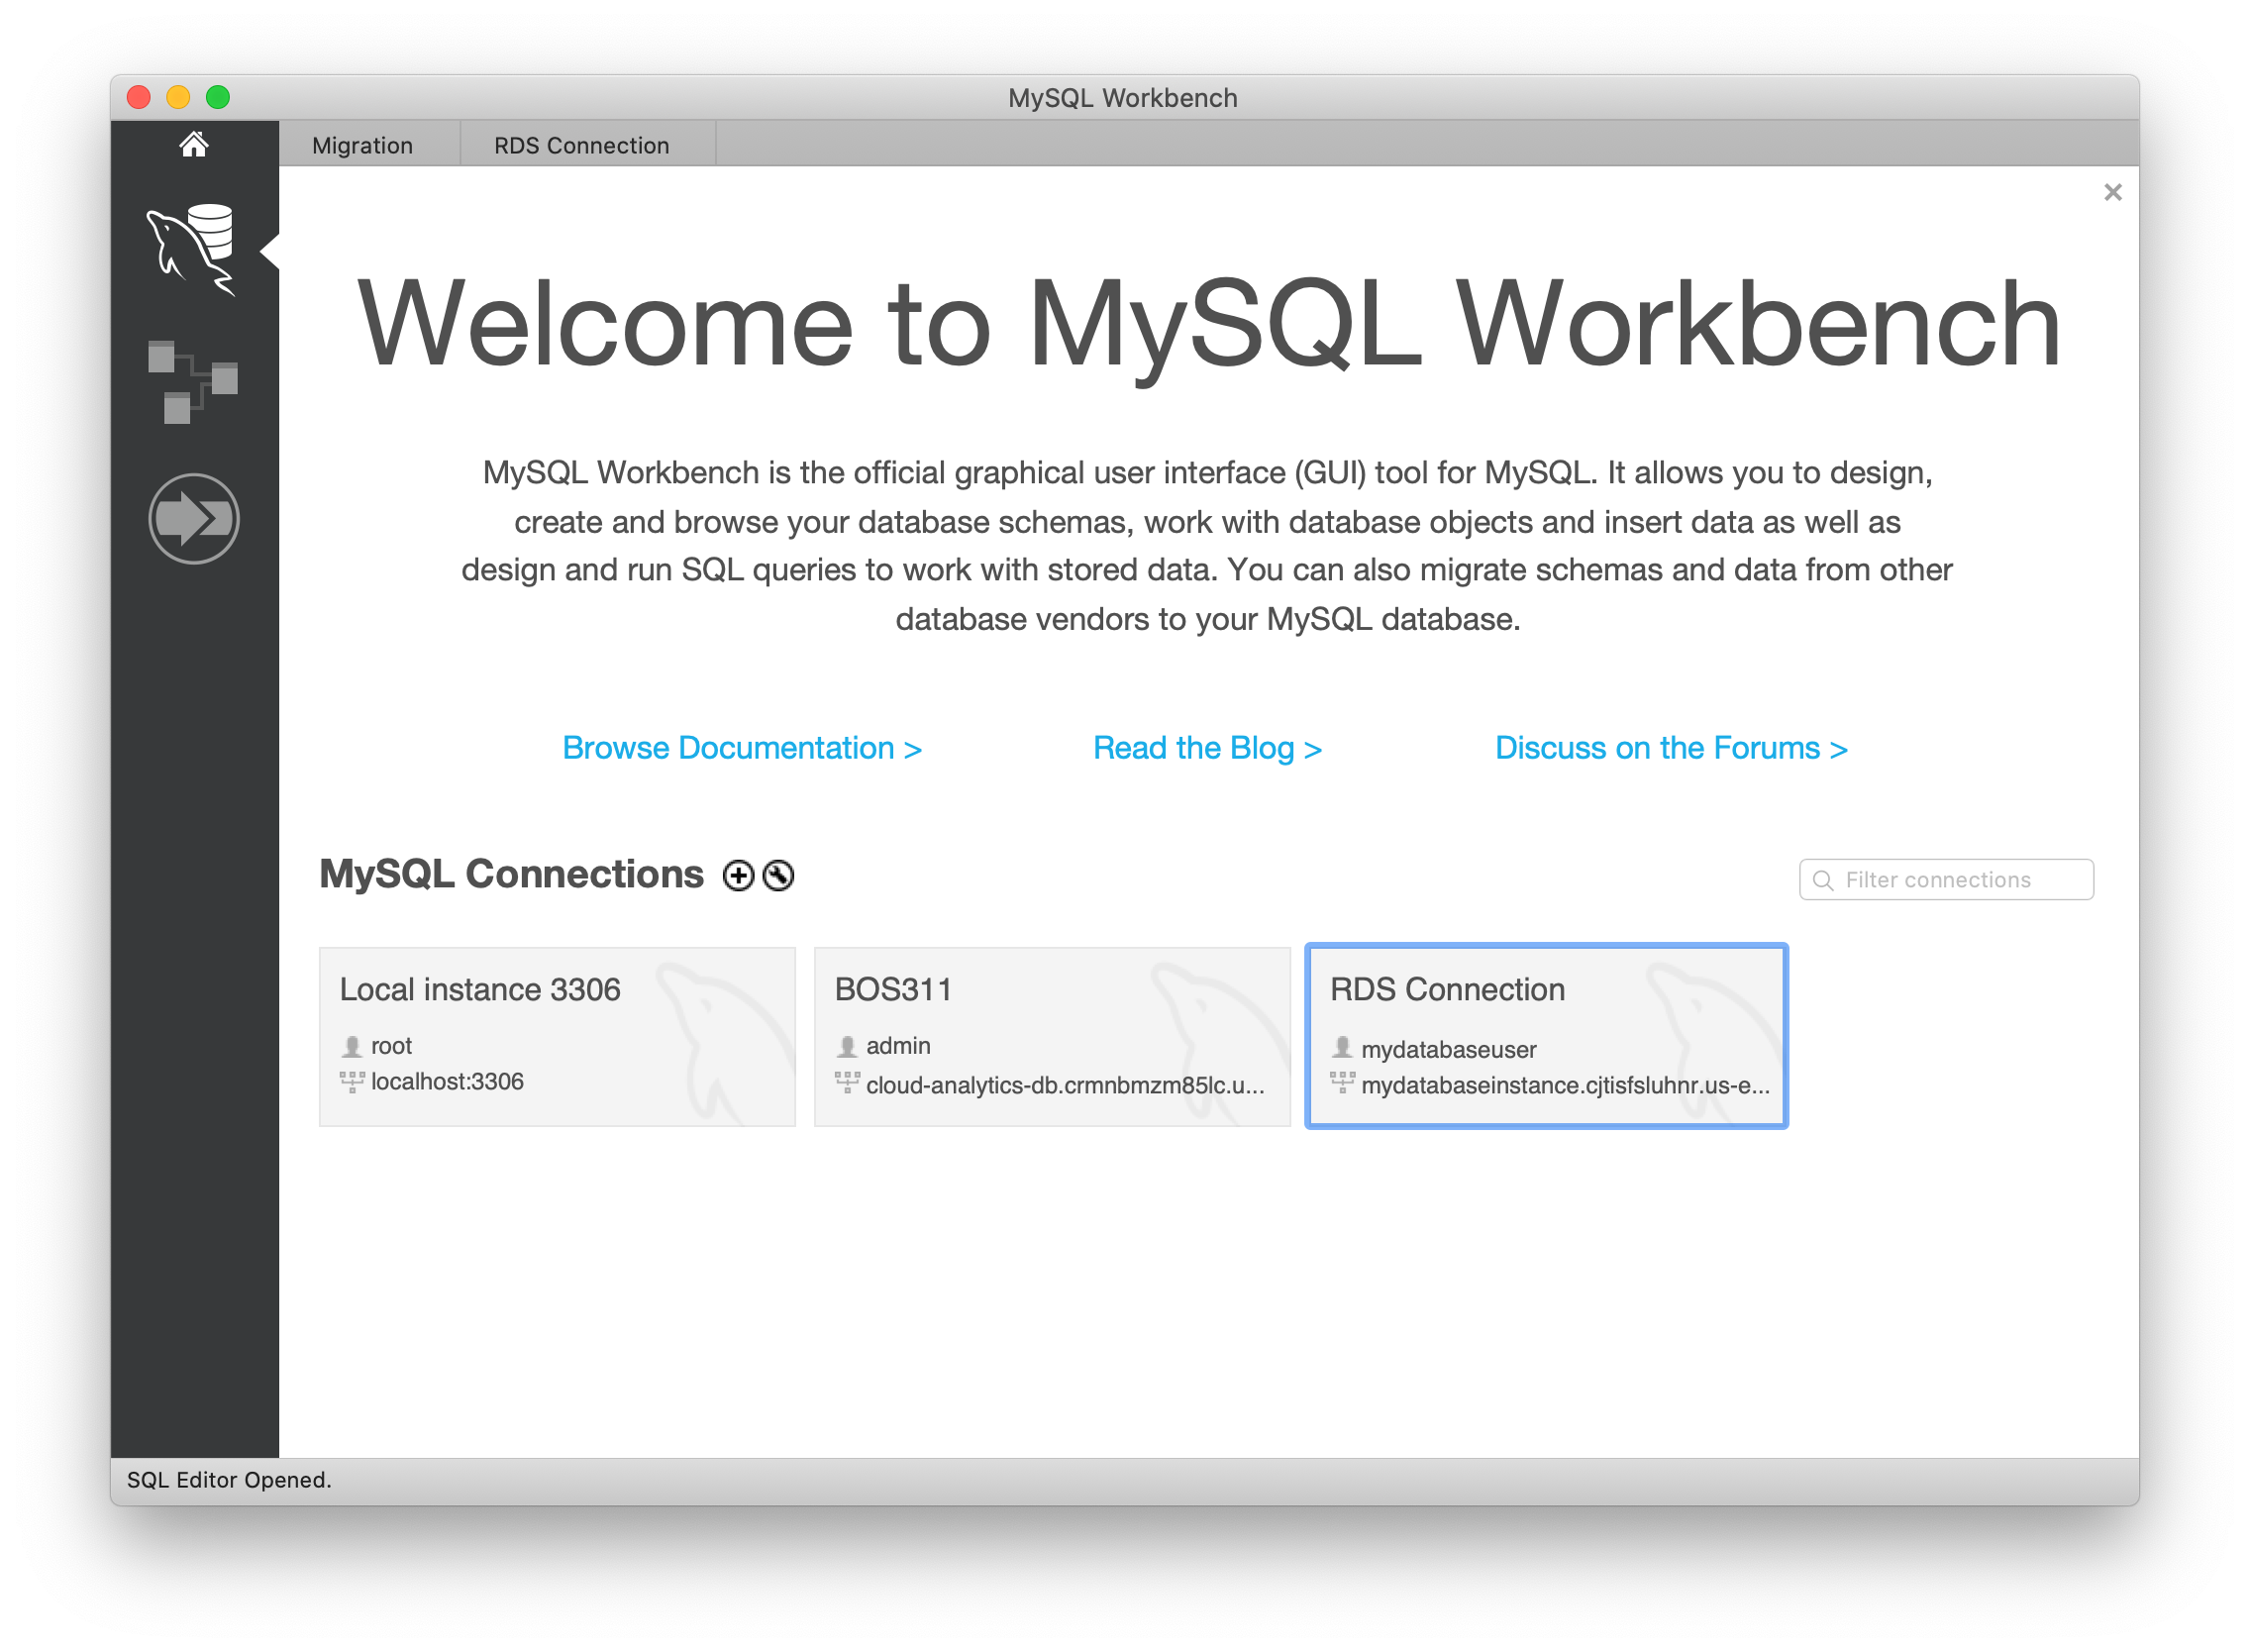 MySQL Workbench
Migration
RDS Connection
Welcome to MySQL Workbench
MySQL Workbench is the official graphical user interface (GUI) tool for MySQL. It allows you to design,
create and browse your database schemas, work with database objects and insert data as well as
design and run SQL queries to work with stored data. You can also migrate schemas and data from other
database vendors to your MySQL database.
Browse Documentation >
Read the Blog >
Discuss on the Forums >
MySQL Connections
Filter connections
Local instance 3306
root
localhost:3306
BOS311
admin
cloud-analytics-db.crmnbmzm85lc.u...
RDS Connection
mydatabaseuser
mydatabaseinstance.cjtisfsluhnr.us-e...
SQL Editor Opened.